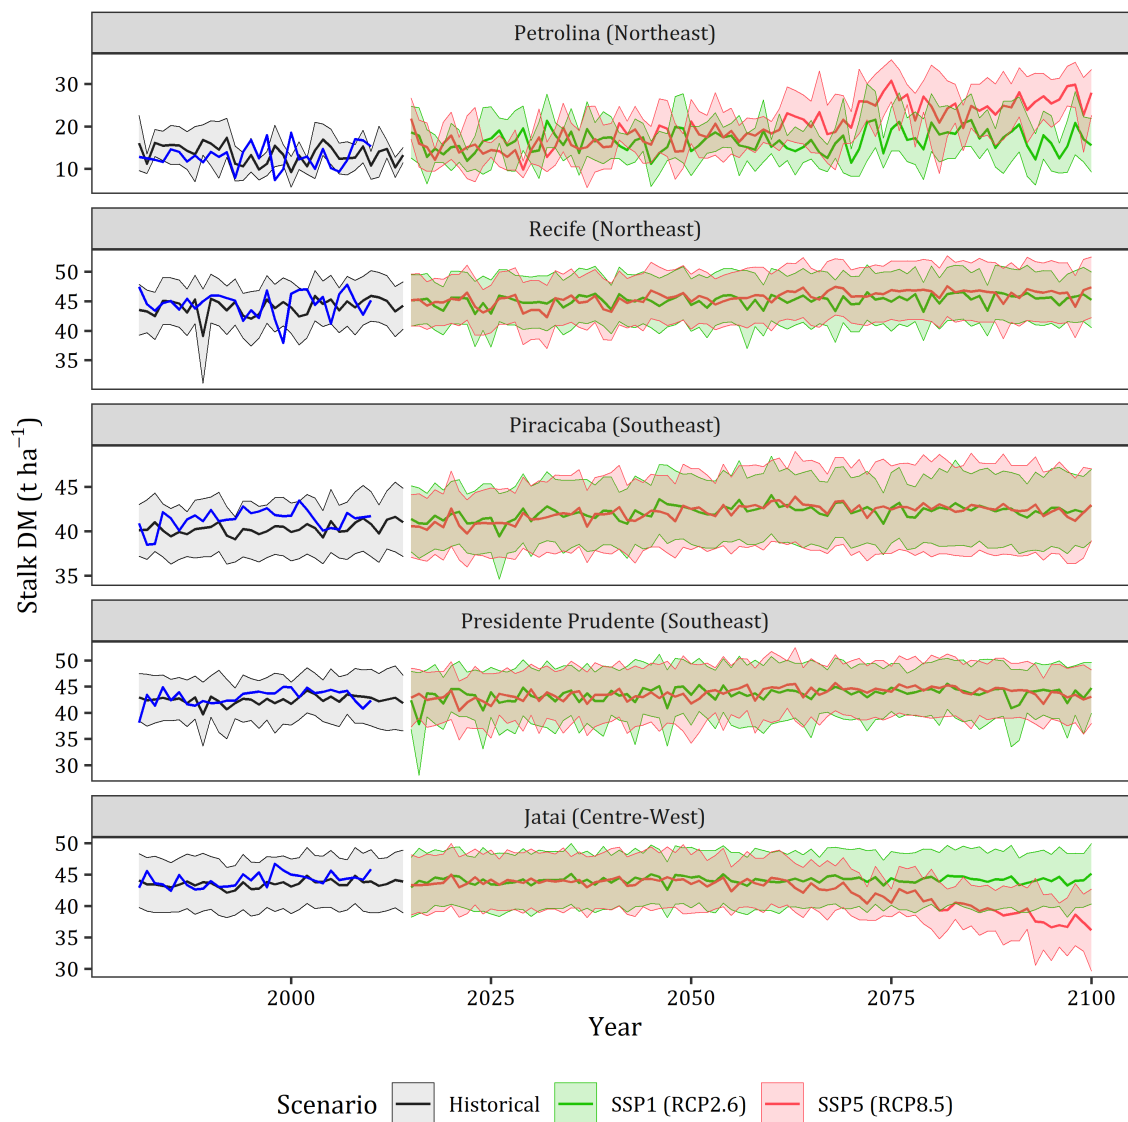 Petrolina (Northeast)
30
20
10
Recife (Northeast)
50
45
40
35
Piracicaba (Southeast)
45
40
35
Presidente Prudente (Southeast)
50
45
40
35
30
Jatai (Centre-West)
50
45
40
35
30
Stalk DM (t ha⁻¹)
2000 2025 2050 2075 2100
Year
Scenario Historical SSP1 (RCP2.6) SSP5 (RCP8.5)